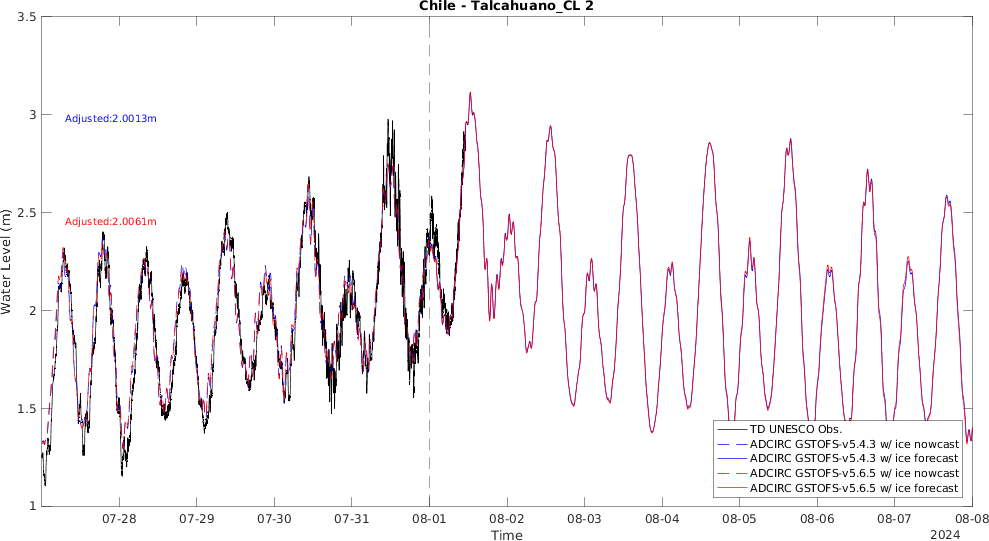 Chile - Talcahuano_CL 2
3.5
3
2.5
2
1.5
1
Water Level (m)
Adjusted:2.0013m
Adjusted:2.0061m
TD UNESCO Obs.
ADCIRC GSTOFS-v5.4.3 w/ ice nowcast
ADCIRC GSTOFS-v5.4.3 w/ ice forecast
ADCIRC GSTOFS-v5.6.5 w/ ice nowcast
ADCIRC GSTOFS-v5.6.5 w/ ice forecast
07-28 07-29 07-30 07-31 08-01 08-02 08-03 08-04 08-05 08-06 08-07 08-08
Time
2024